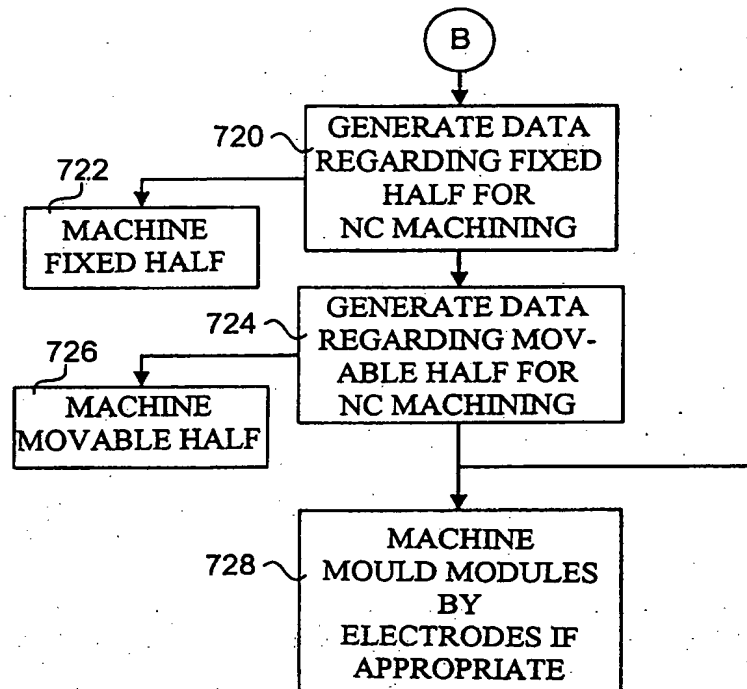 B
720
GENERATE DATA
REGARDING FIXED
HALF FOR
NC MACHINING
722
MACHINE
FIXED HALF
724
GENERATE DATA
REGARDING MOV-
ABLE HALF FOR
NC MACHINING
726
MACHINE
MOVABLE HALF
728
MACHINE
MOULD MODULES
BY
ELECTRODES IF
APPROPRIATE